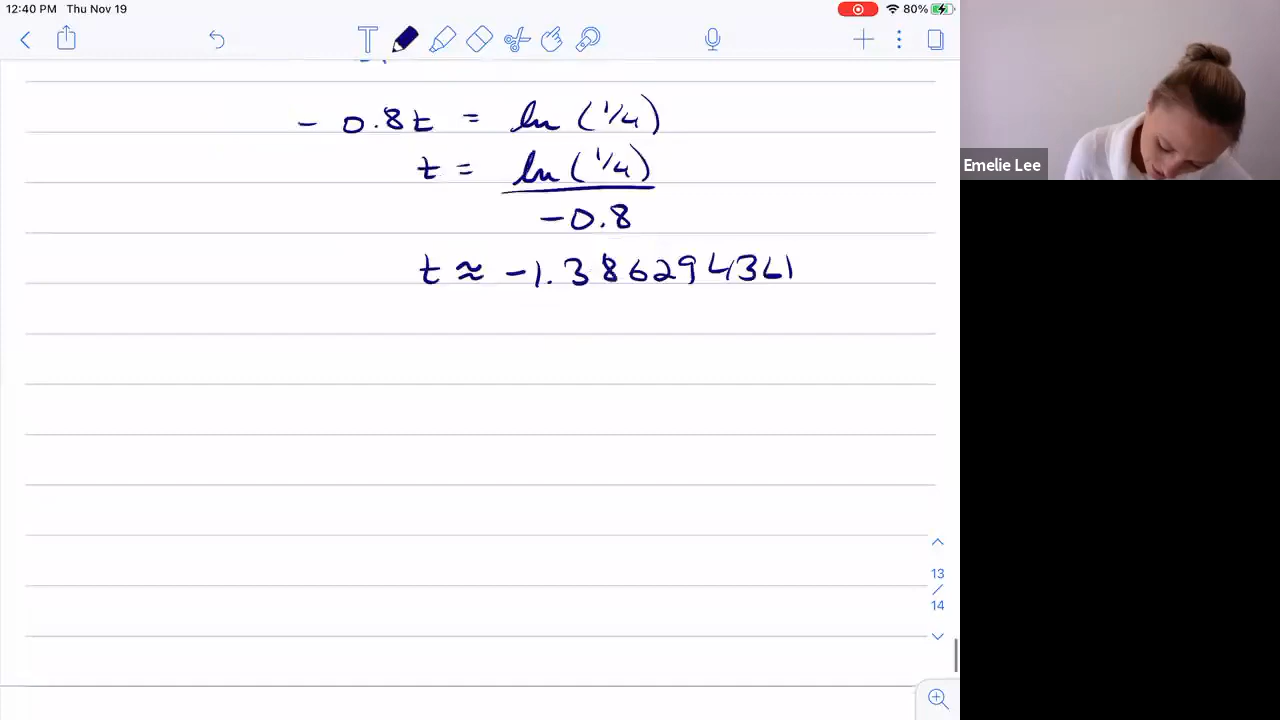 12:40 PM Thu Nov 19 80%
T
- 0.8t = ln (1/4)
t = ln (1/4)
-0.8
t ≈ -1.386294361
13
/
14
Emelie Lee